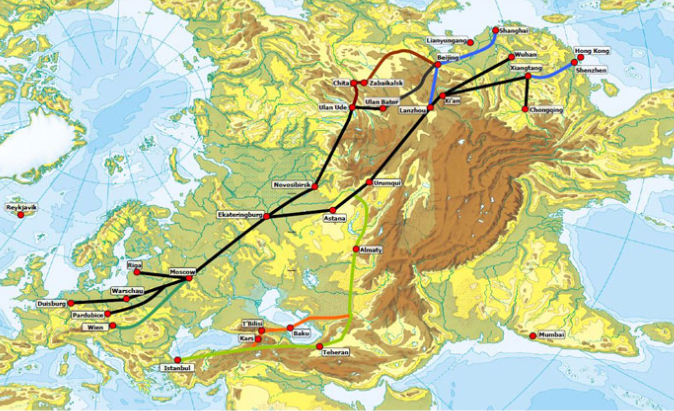 Shanghai
Lianyungang
Wuhan
Hong Kong
Beijing
Xiangtang
Shenzhen
Chita
Zabaikalsk
Ulan Ude
Ulan Bator
Lanzhou
Xi'an
Chongqing
Novosibirsk
Urumqui
Reykjavik
Ekateringburg
Astana
Almaty
Riga
Moscow
Warschau
Duisburg
Pardubice
Wien
T'Bilisi
Kars
Baku
Mumbai
Teheran
Istanbul